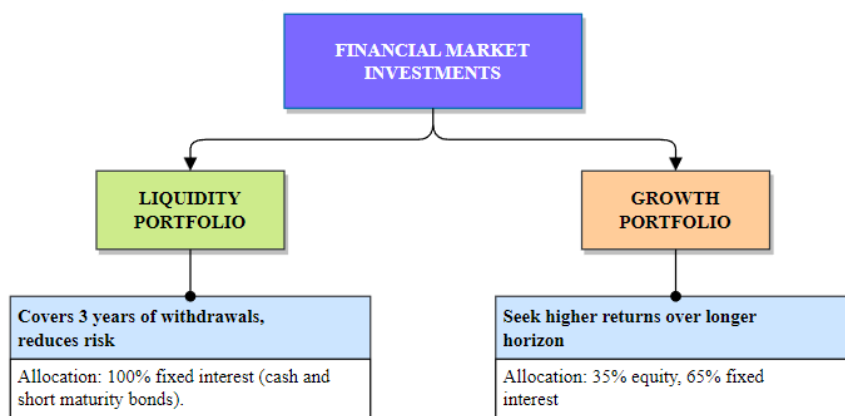 FINANCIAL MARKET
INVESTMENTS
LIQUIDITY
PORTFOLIO
GROWTH
PORTFOLIO
Covers 3 years of withdrawals,
reduces risk
Allocation: 100% fixed interest (cash and
short maturity bonds).
Seek higher returns over longer
horizon
Allocation: 35% equity, 65% fixed
interest